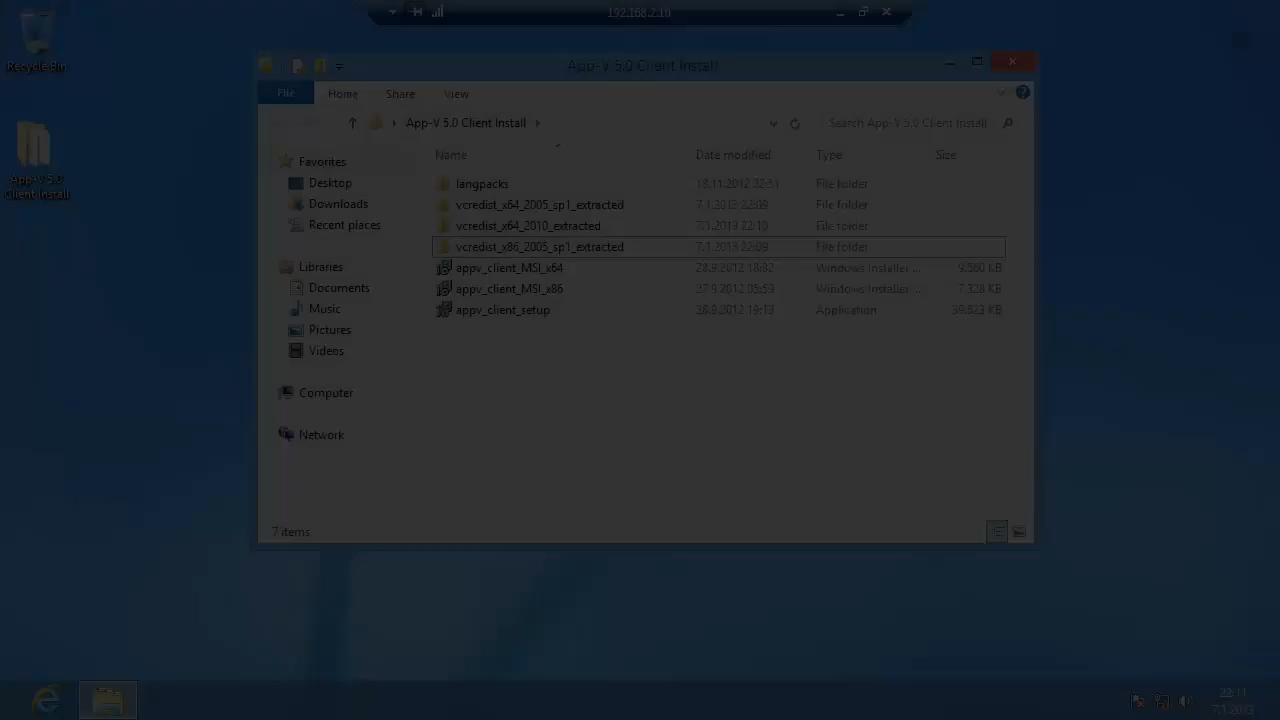 192.168.2.10
Recycle Bin
App-V 5.0 Client Install
App-V 5.0 Client Install
File Home Share View
App-V 5.0 Client Install
Search App-V 5.0 Client Install
Name Date modified Type Size
Favorites
Desktop
Downloads
Recent places
Libraries
Documents
Music
Pictures
Videos
Computer
Network
langpacks 18.11.2012 22:31 File folder
vcredist_x64_2005_sp1_extracted 7.1.2013 22:09 File folder
vcredist_x64_2010_extracted 7.1.2013 22:10 File folder
vcredist_x86_2005_sp1_extracted 7.1.2013 22:09 File folder
appv_client_MSI_x64 28.9.2012 18:32 Windows Installer ... 9.560 KB
appv_client_MSI_x86 27.9.2012 05:59 Windows Installer ... 7.328 KB
appv_client_setup 28.9.2012 19:13 Application 39.823 KB
7 items
22:11
7.1.2013